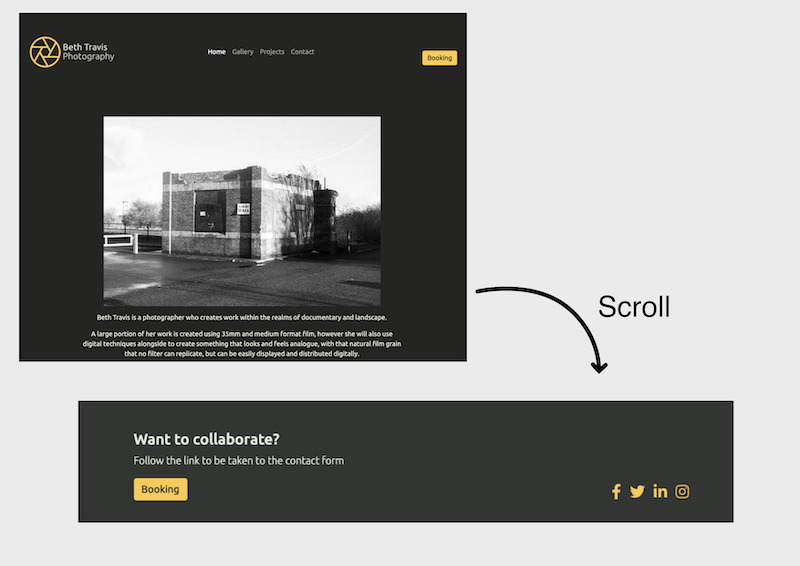 Beth Travis
Photography
Home Gallery Projects Contact
Booking
Beth Travis is a photographer who creates work within the realms of documentary and landscape.
A large portion of her work is created using 35mm and medium format film, however she will also use
digital techniques alongside to create something that looks and feels analogue, with that natural film grain
that no filter can replicate, but can be easily displayed and distributed digitally.
Scroll
Want to collaborate?
Follow the link to be taken to the contact form
Booking